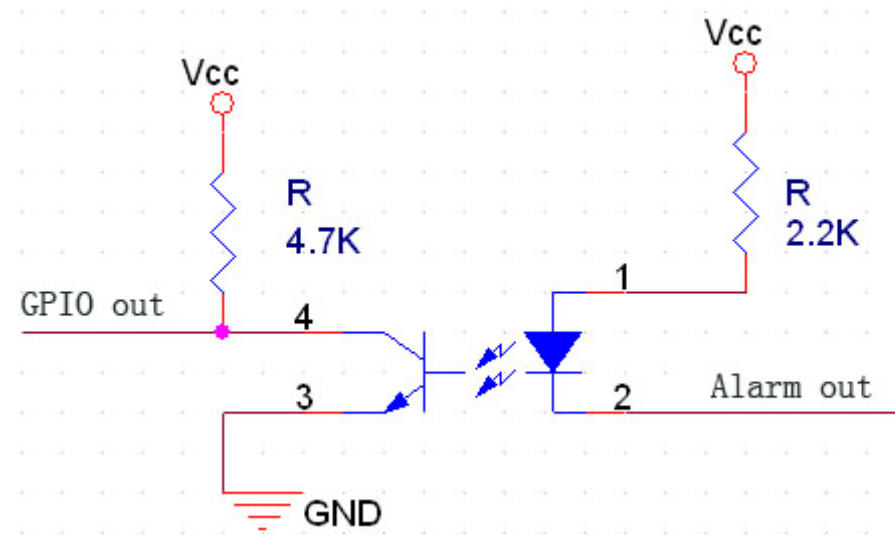 Vcc
Vcc
R
4.7K
R
2.2K
1
GPIO out
4
3
2
Alarm out
GND